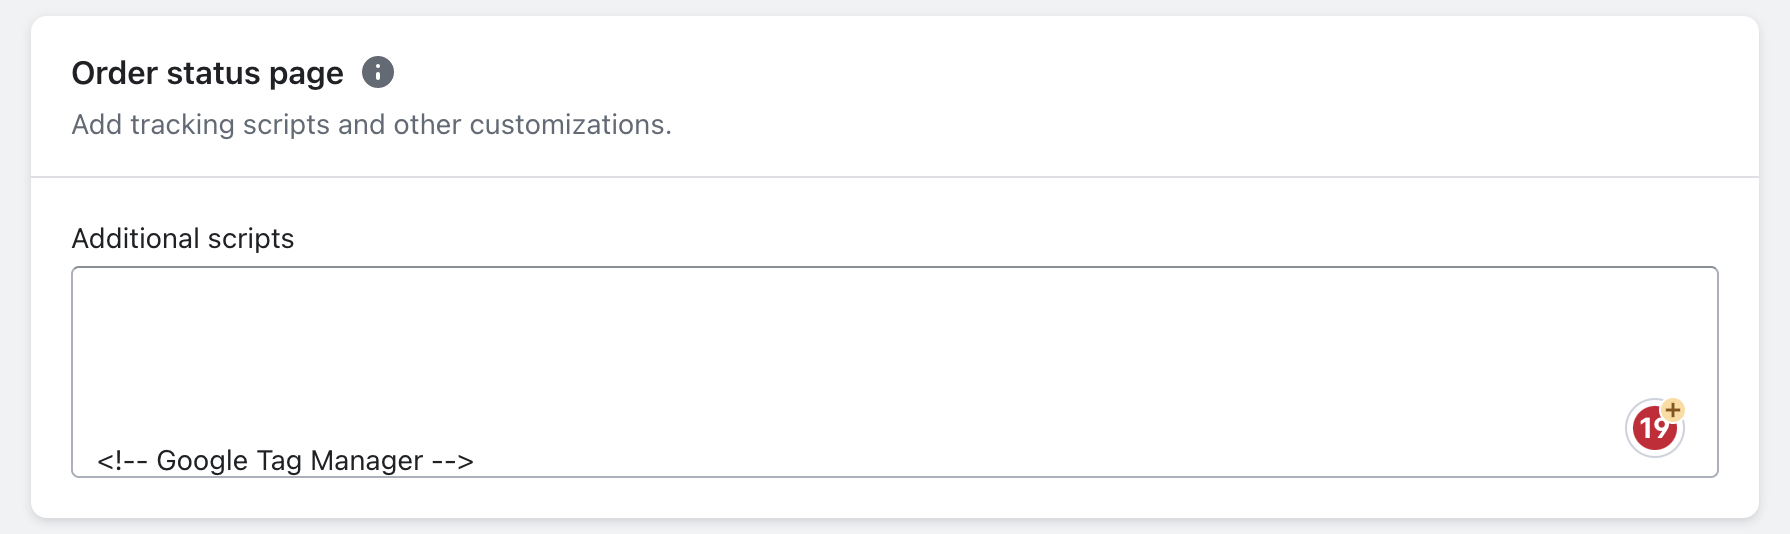 Order status page
Add tracking scripts and other customizations.
Additional scripts
19
+
<!-- Google Tag Manager -->